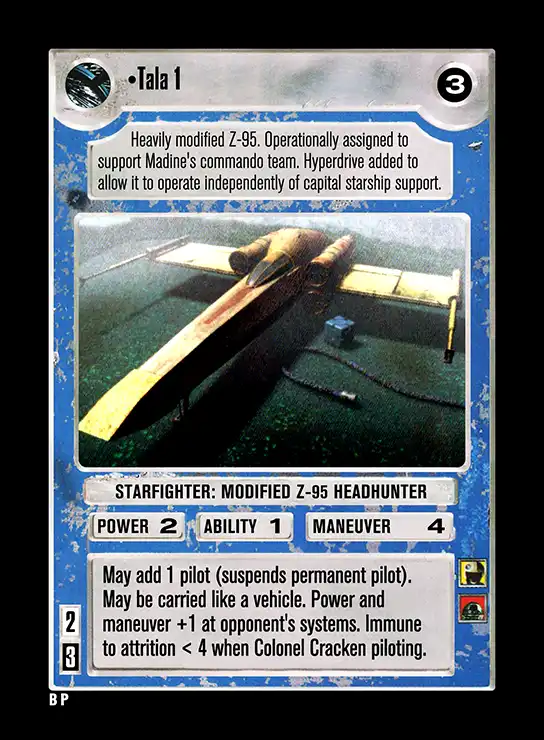 •Tala 1
3
Heavily modified Z-95. Operationally assigned to
support Madine's commando team. Hyperdrive added to
allow it to operate independently of capital starship support.
STARFIGHTER: MODIFIED Z-95 HEADHUNTER
POWER 2 ABILITY 1 MANEUVER 4
May add 1 pilot (suspends permanent pilot).
May be carried like a vehicle. Power and
maneuver +1 at opponent's systems. Immune
to attrition < 4 when Colonel Cracken piloting.
2
3
B P